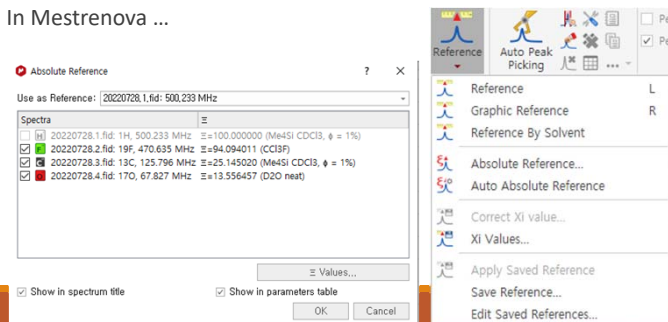 In Mestrenova ...
Absolute Reference ? ×
Use as Reference: 20220728,1,fid: 500,233 MHz
Spectra Ξ
H 20220728.1.fid: 1H, 500.233 MHz Ξ=100.000000 (Me4Si CDCl3, ϕ = 1%)
F 20220728.2.fid: 19F, 470.635 MHz Ξ=94.094011 (CCl3F)
C 20220728.3.fid: 13C, 125.796 MHz Ξ=25.145020 (Me4Si CDCl3, ϕ = 1%)
O 20220728.4.fid: 17O, 67.827 MHz Ξ=13.556457 (D2O neat)
Ξ Values...
Show in spectrum title Show in parameters table
OK Cancel
Reference
Auto Peak
Picking
Reference L
Graphic Reference R
Reference By Solvent
Absolute Reference...
Auto Absolute Reference
Correct Xi value...
Xi Values...
Apply Saved Reference
Save Reference...
Edit Saved References...